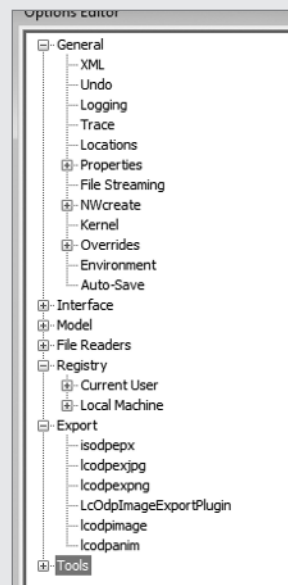 Options Editor
General
XML
Undo
Logging
Trace
Locations
Properties
File Streaming
NWcreate
Kernel
Overrides
Environment
Auto-Save
Interface
Model
File Readers
Registry
Current User
Local Machine
Export
isodpepx
lcodpexjpg
lcodpexpng
LcOdpImageExportPlugin
lcodpimage
lcodpanim
Tools